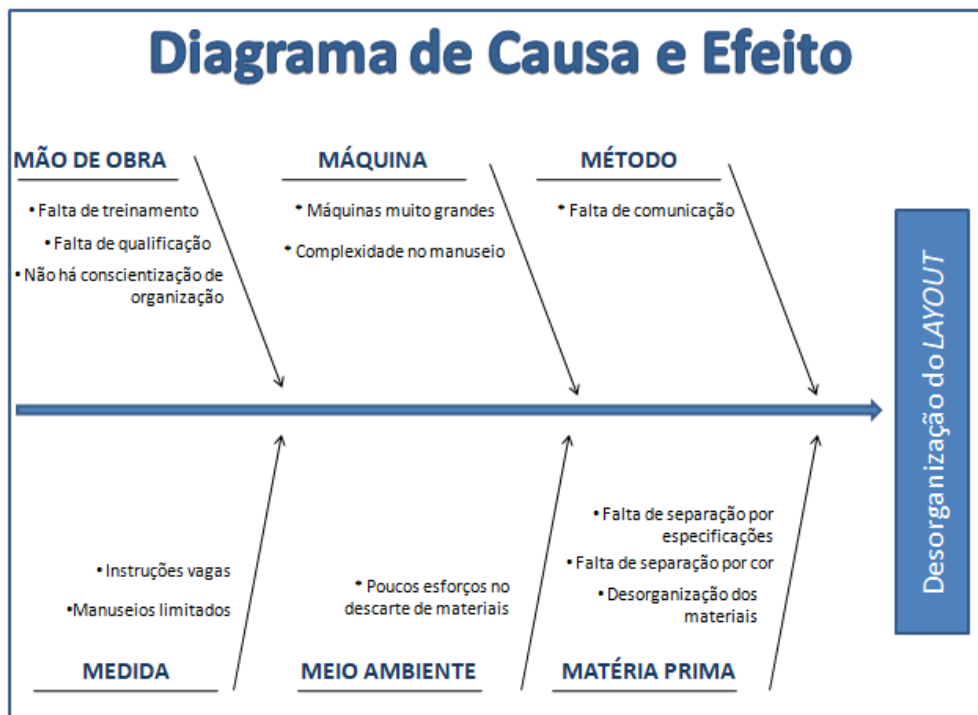 Diagrama de Causa e Efeito
MÃO DE OBRA
• Falta de treinamento
• Falta de qualificação
• Não há conscientização de
organização
MÁQUINA
* Máquinas muito grandes
* Complexidade no manuseio
MÉTODO
* Falta de comunicação
Desorganização do LAYOUT
• Instruções vagas
• Manuseios limitados
MEDIDA
* Poucos esforços no
descarte de materiais
MEIO AMBIENTE
• Falta de separação por
especificações
• Falta de separação por cor
• Desorganização dos
materiais
MATÉRIA PRIMA